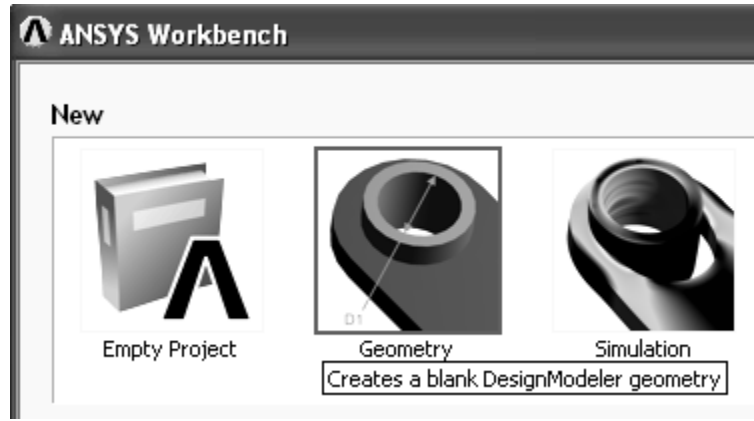 ANSYS Workbench
New
D1
Empty Project Geometry Simulation
Creates a blank DesignModeler geometry